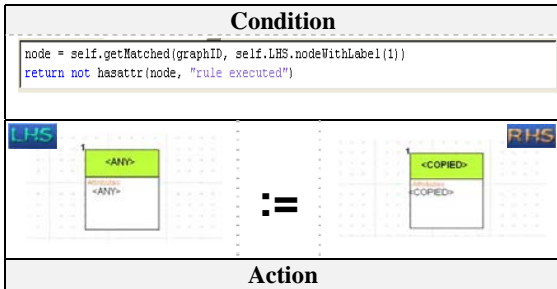 Condition
node = self.getMatched(graphID, self.LHS.nodeWithLabel(1))
return not hasattr(node, "rule executed")
LHS
RHS
1
<ANY>
Attributes
<ANY>
:=
1
<COPIED>
Attributes
<COPIED>
Action